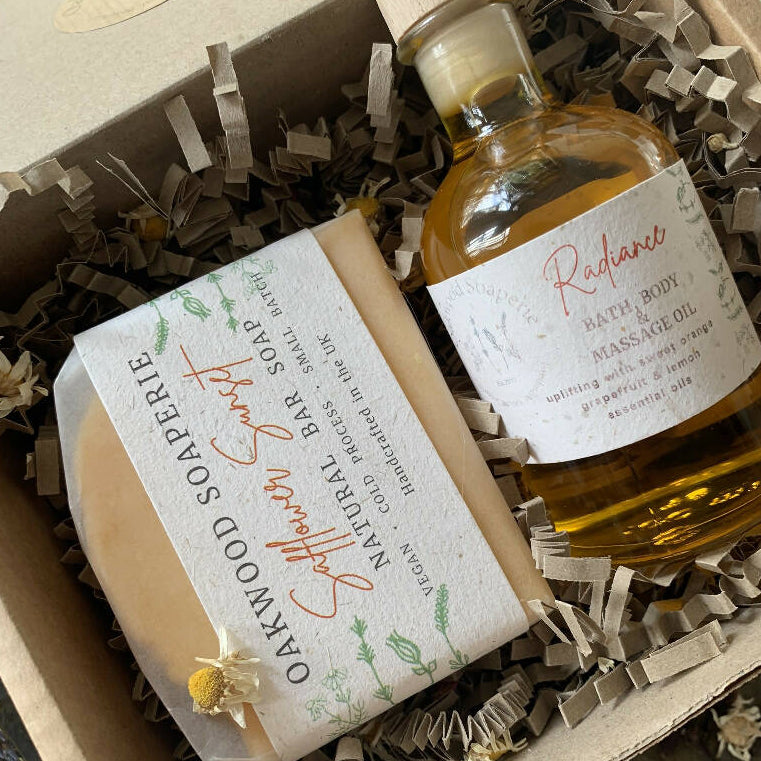 OAKWOOD SOAPERIE
Safflower Sunset
NATURAL BAR SOAP
VEGAN • COLD PROCESS • SMALL BATCH
Handcrafted in the UK
Soaperie
Radiance
BATH, BODY
&
MASSAGE OIL
uplifting with sweet orange
grapefruit & lemon
essential oils